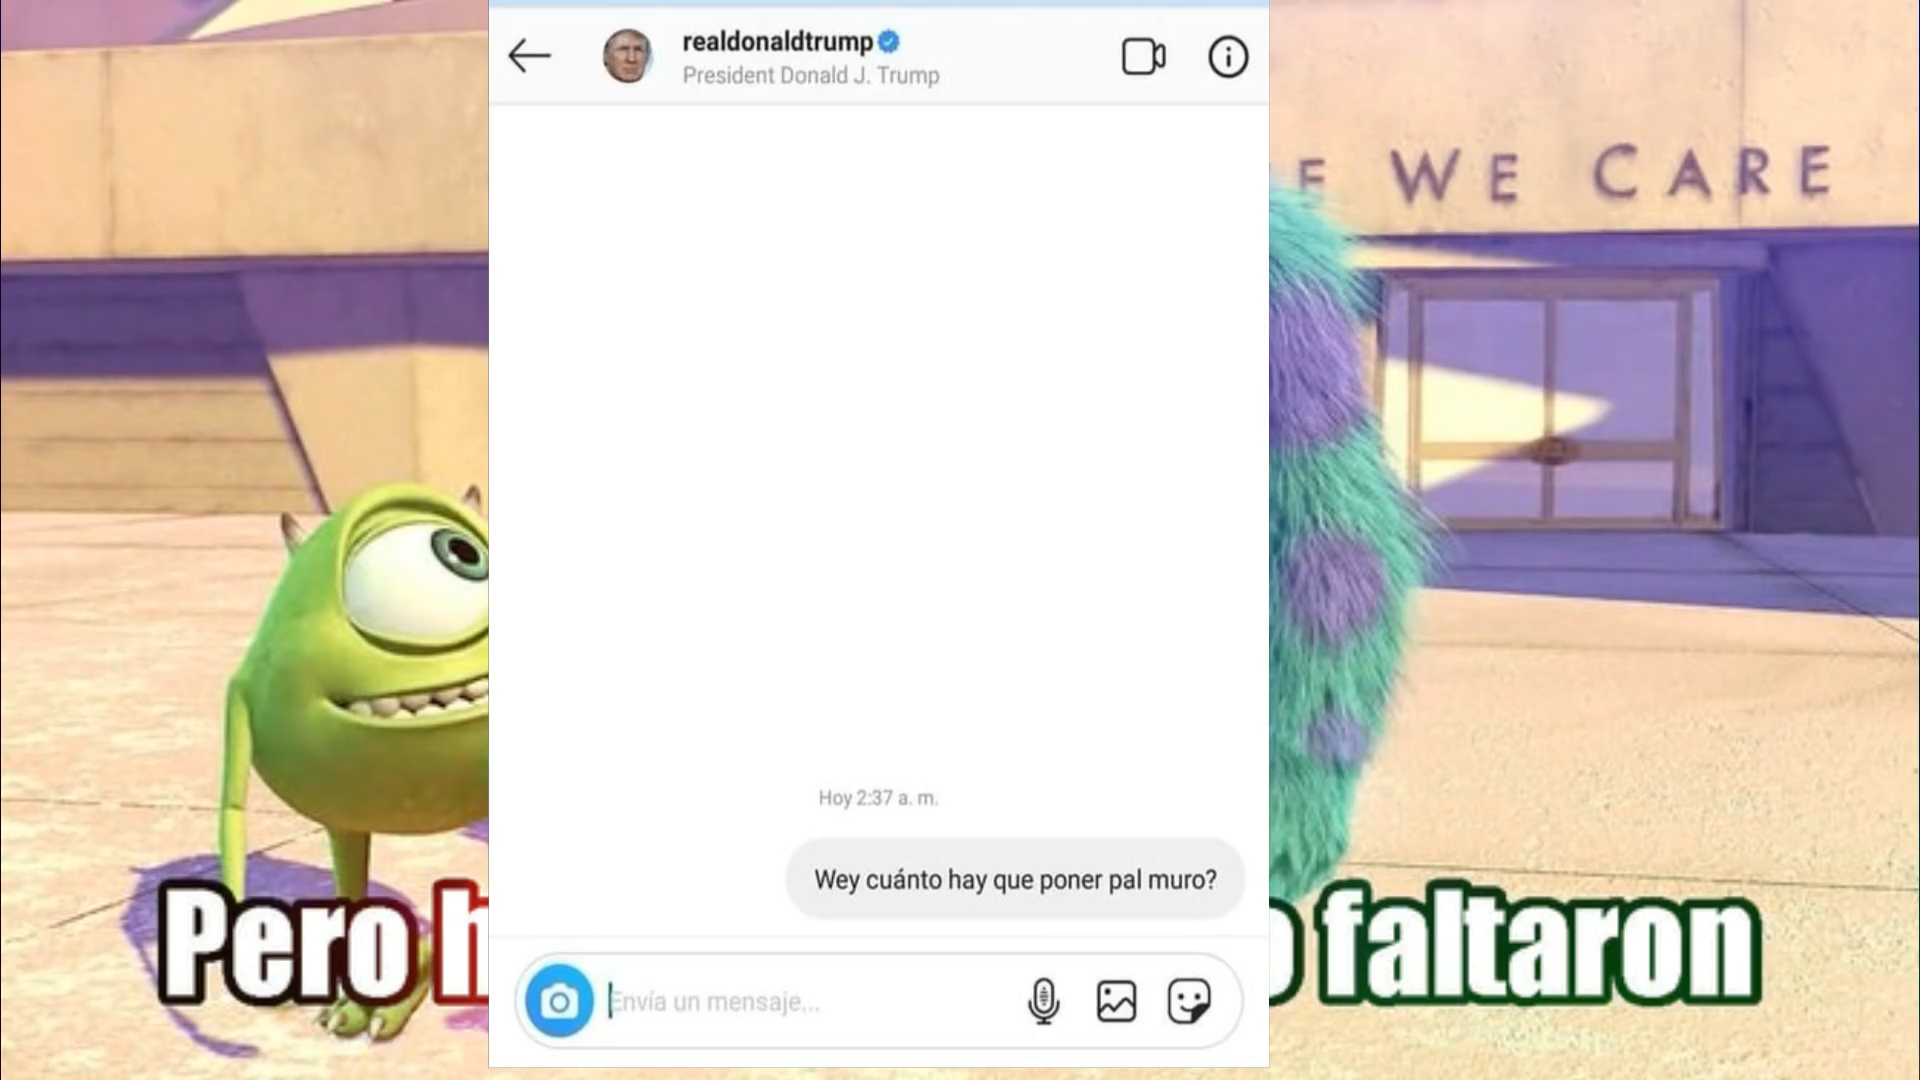 realdonaldtrump
President Donald J. Trump
WE CARE
Hoy 2:37 a. m.
Wey cuánto hay que poner pal muro?
Pero faltaron
Envía un mensaje...